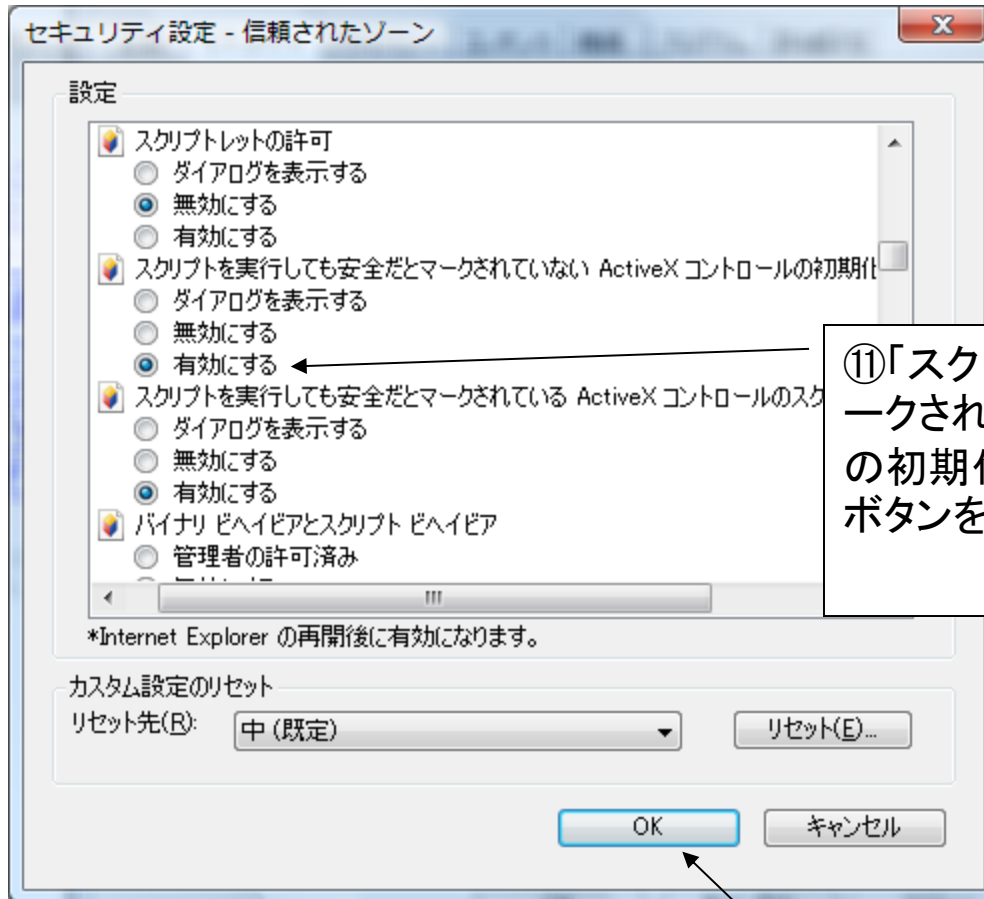 セキュリティ設定 - 信頼されたゾーン
設定
スクリプトレットの許可
ダイアログを表示する
無効にする
有効にする
スクリプトを実行しても安全だとマークされていない ActiveX コントロールの初期化
ダイアログを表示する
無効にする
有効にする
スクリプトを実行しても安全だとマークされている ActiveX コントロールのスク
ダイアログを表示する
無効にする
有効にする
バイナリ ビヘイビアとスクリプト ビヘイビア
管理者の許可済み
*Internet Explorer の再開後に有効になります。
カスタム設定のリセット
リセット先(R): 中 (既定) リセット(E)...
OK キャンセル
⑪「スク
ークされ
の初期
ボタンを